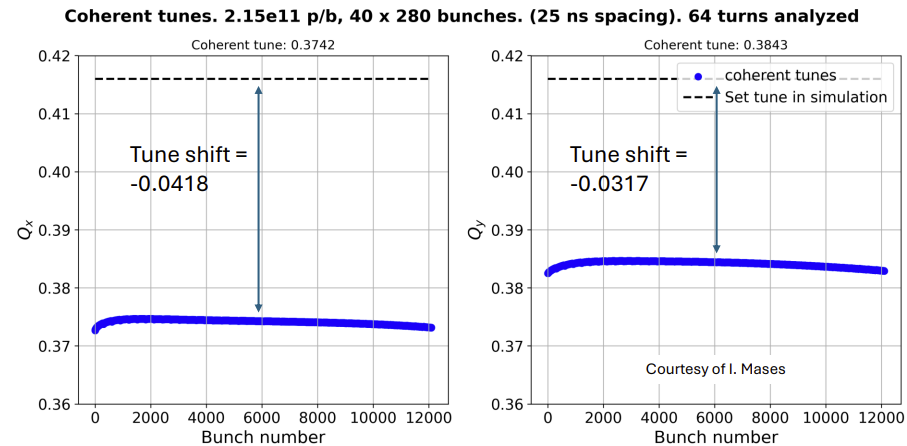 Coherent tunes. 2.15e11 p/b, 40 x 280 bunches. (25 ns spacing). 64 turns analyzed
Coherent tune: 0.3742
0.42
0.41
0.40
0.39
0.38
0.37
0.36
Qx
Tune shift =
-0.0418
0 2000 4000 6000 8000 10000 12000
Bunch number
Coherent tune: 0.3843
0.42
0.41
0.40
0.39
0.38
0.37
0.36
Qy
coherent tunes
Set tune in simulation
Tune shift =
-0.0317
Courtesy of I. Mases
0 2000 4000 6000 8000 10000 12000
Bunch number